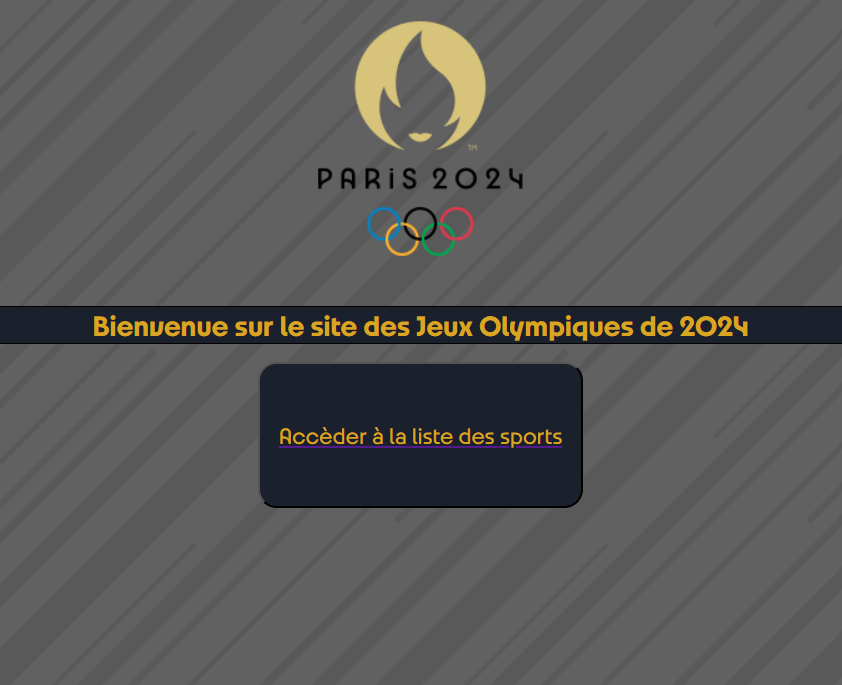 TM
PARIS 2024
Bienvenue sur le site des Jeux Olympiques de 2024
Accèder à la liste des sports